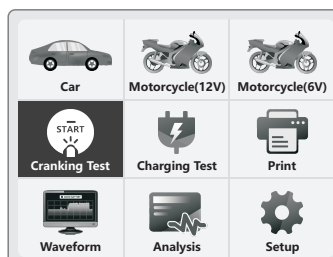 Car
Motorcycle(12V)
Motorcycle(6V)
START
Cranking Test
Charging Test
Print
Waveform
Analysis
Setup